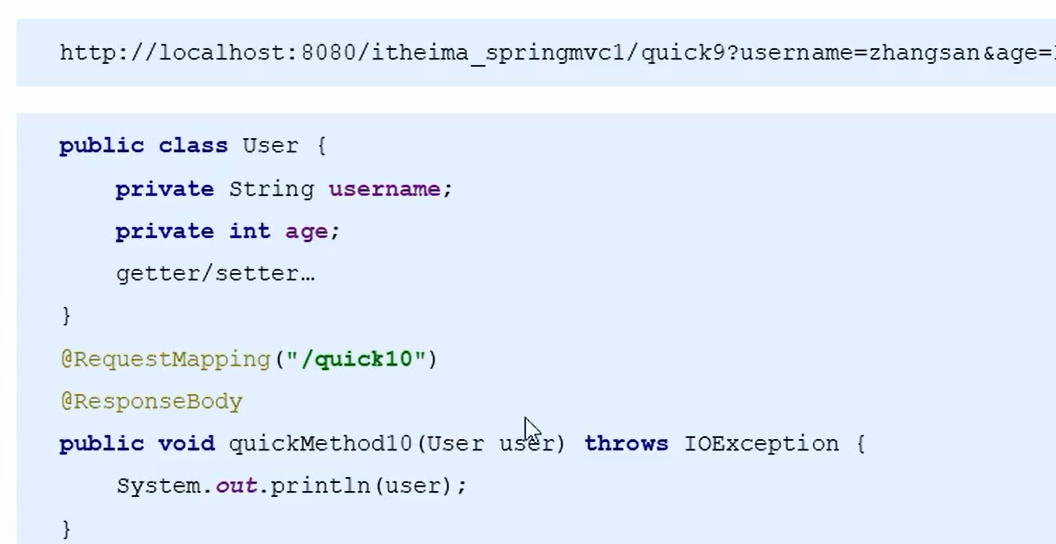 http://localhost:8080/itheima_springmvc1/quick9?username=zhangsan&age=
public class User {
private String username;
private int age;
getter/setter…
}
@RequestMapping("/quick10")
@ResponseBody
public void quickMethod10(User user) throws IOException {
System.out.println(user);
}